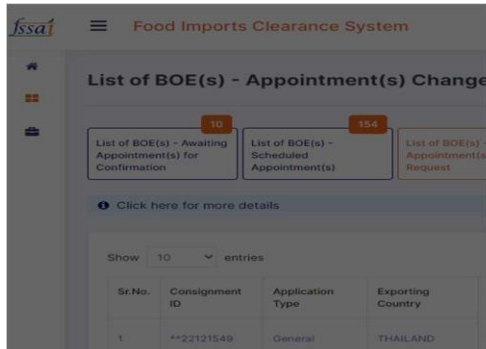 fssai
Food Imports Clearance System
List of BOE(s) - Appointment(s) Change
10
154
List of BOE(s) - Awaiting
Appointment(s) for
Confirmation
List of BOE(s) -
Scheduled
Appointment(s)
List of BOE(s) -
Appointment(s
Request
Click here for more details
Show 10 entries
Sr.No.
Consignment
ID
Application
Type
Exporting
Country
1 **22121549 General THAILAND